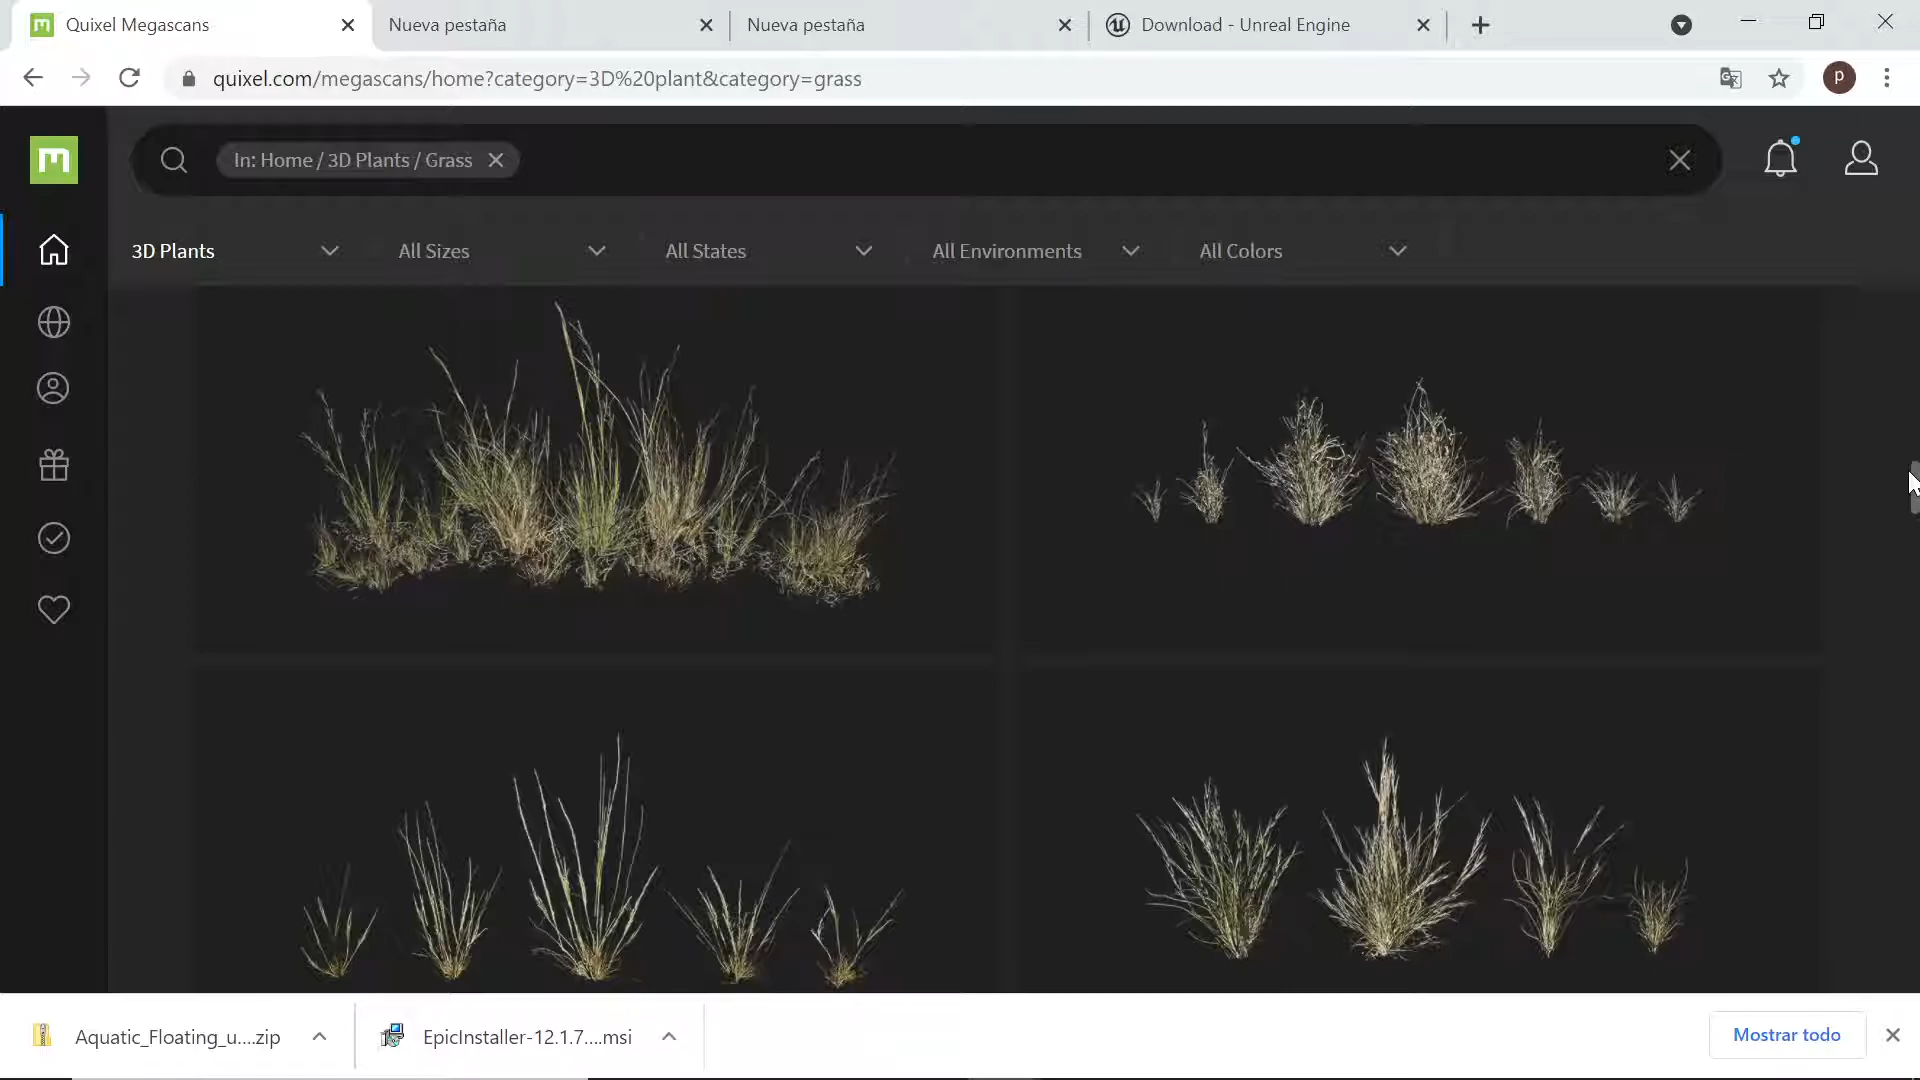 Quixel Megascans
Nueva pestaña
Nueva pestaña
Download - Unreal Engine
quixel.com/megascans/home?category=3D%20plant&category=grass
p
In: Home / 3D Plants / Grass
3D Plants
All Sizes
All States
All Environments
All Colors
Aquatic_Floating_u....zip
EpicInstaller-12.1.7....msi
Mostrar todo